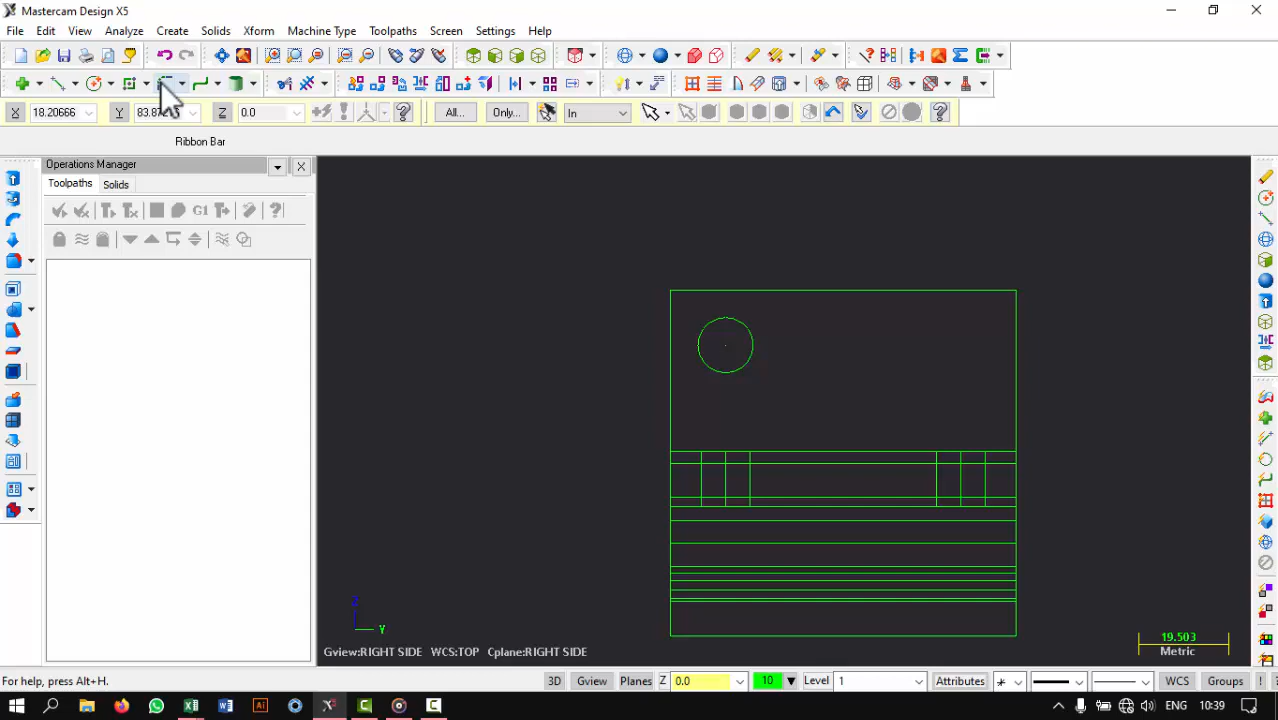 Mastercam Design X5
File Edit View Analyze Create Solids Xform Machine Type Toolpaths Screen Settings Help
X 18.20666 Y 83.8 Z 0.0 All... Only... In
Ribbon Bar
Operations Manager
Toolpaths Solids
G1
Z
Y
Gview:RIGHT SIDE WCS:TOP Cplane:RIGHT SIDE
19.503
Metric
For help, press Alt+H. 3D Gview Planes Z 0.0 10 Level 1 Attributes WCS Groups ! ?
ENG 10:39